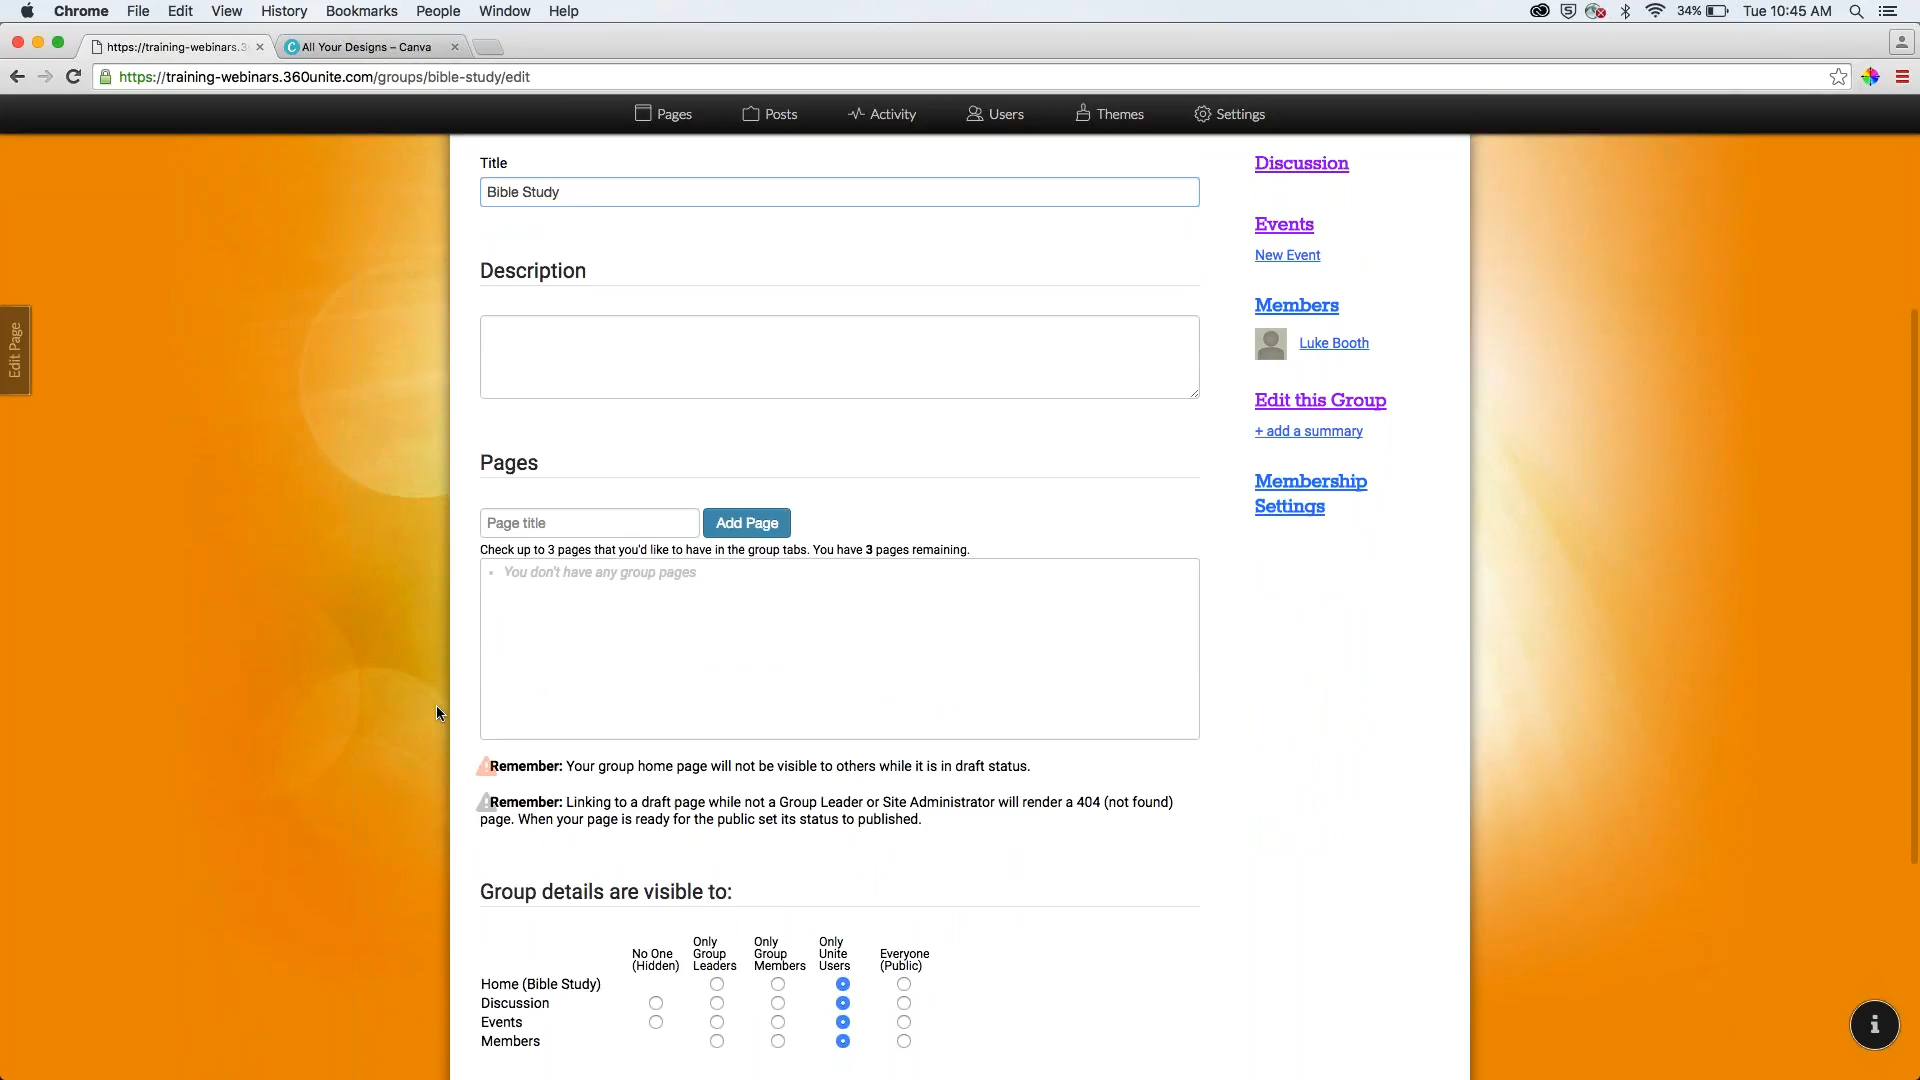 Chrome File Edit View History Bookmarks People Window Help 34% Tue 10:45 AM
https://training-webinars.3 All Your Designs – Canva
https://training-webinars.360unite.com/groups/bible-study/edit
Pages Posts Activity Users Themes Settings
Title
Bible Study
Description
Pages
Page title Add Page
Check up to 3 pages that you'd like to have in the group tabs. You have 3 pages remaining.
You don't have any group pages
Remember: Your group home page will not be visible to others while it is in draft status.
Remember: Linking to a draft page while not a Group Leader or Site Administrator will render a 404 (not found)
page. When your page is ready for the public set its status to published.
Group details are visible to:
No One (Hidden) Only Group Leaders Only Group Members Only Unite Users Everyone (Public)
Home (Bible Study)
Discussion
Events
Members
Discussion
Events
New Event
Members
Luke Booth
Edit this Group
+ add a summary
Membership
Settings
Edit Page